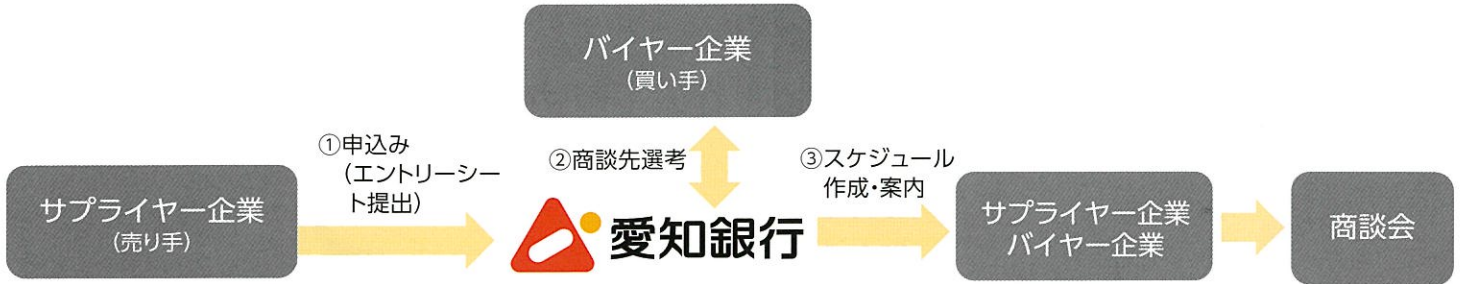 バイヤー企業
(買い手)
①申込み
(エントリーシー
ト提出)
②商談先選考
③スケジュール
作成・案内
サプライヤー企業
(売り手)
愛知銀行
サプライヤー企業
バイヤー企業
商談会